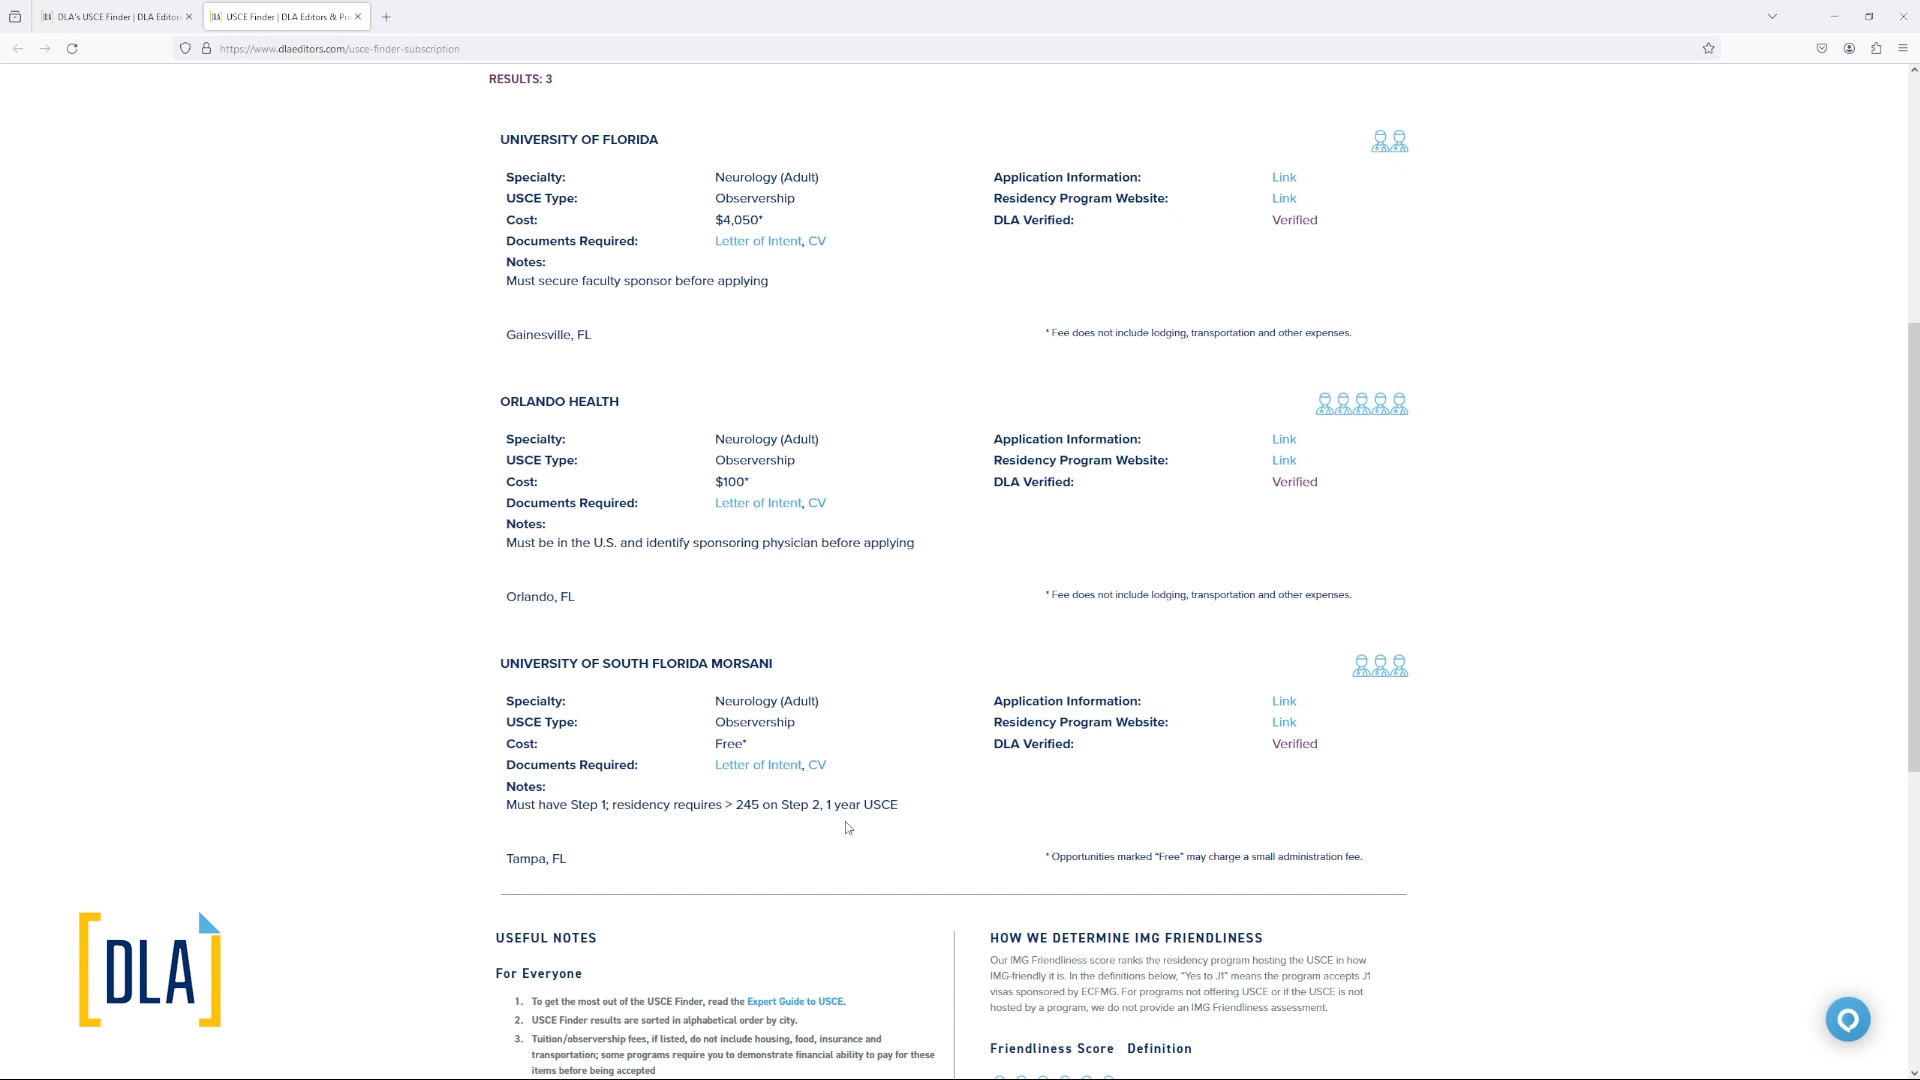 DLA's USCE Finder | DLA Editors
USCE Finder | DLA Editors & Pr
https://www.dlaeditors.com/usce-finder-subscription
RESULTS: 3
UNIVERSITY OF FLORIDA
Specialty: Neurology (Adult) Application Information: Link
USCE Type: Observership Residency Program Website: Link
Cost: $4,050* DLA Verified: Verified
Documents Required: Letter of Intent, CV
Notes:
Must secure faculty sponsor before applying
Gainesville, FL * Fee does not include lodging, transportation and other expenses.
ORLANDO HEALTH
Specialty: Neurology (Adult) Application Information: Link
USCE Type: Observership Residency Program Website: Link
Cost: $100* DLA Verified: Verified
Documents Required: Letter of Intent, CV
Notes:
Must be in the U.S. and identify sponsoring physician before applying
Orlando, FL * Fee does not include lodging, transportation and other expenses.
UNIVERSITY OF SOUTH FLORIDA MORSANI
Specialty: Neurology (Adult) Application Information: Link
USCE Type: Observership Residency Program Website: Link
Cost: Free* DLA Verified: Verified
Documents Required: Letter of Intent, CV
Notes:
Must have Step 1; residency requires > 245 on Step 2, 1 year USCE
Tampa, FL * Opportunities marked “Free” may charge a small administration fee.
[DLA]
USEFUL NOTES
For Everyone
1. To get the most out of the USCE Finder, read the Expert Guide to USCE.
2. USCE Finder results are sorted in alphabetical order by city.
3. Tuition/observership fees, if listed, do not include housing, food, insurance and
transportation; some programs require you to demonstrate financial ability to pay for these
items before being accepted
HOW WE DETERMINE IMG FRIENDLINESS
Our IMG Friendliness score ranks the residency program hosting the USCE in how
IMG-friendly it is. In the definitions below, "Yes to J1" means the program accepts J1
visas sponsored by ECFMG. For programs not offering USCE or if the USCE is not
hosted by a program, we do not provide an IMG Friendliness assessment.
Friendliness Score Definition